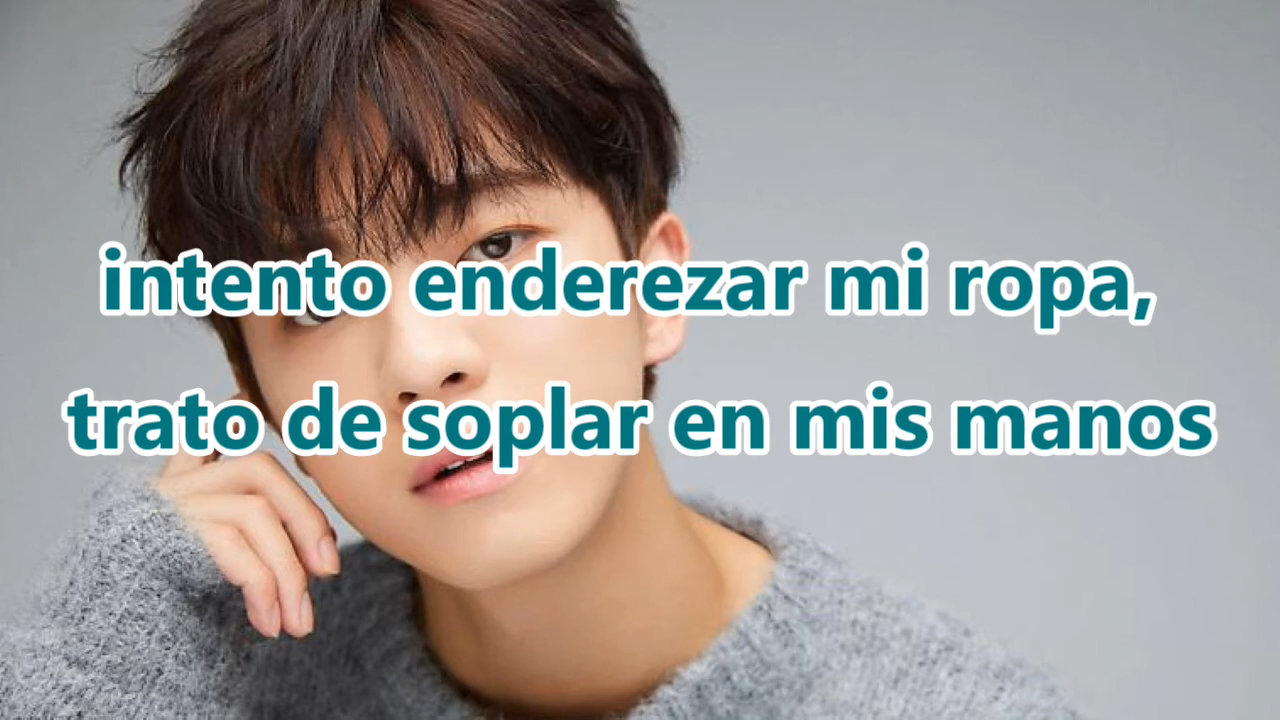 intento enderezar mi ropa,
trato de soplar en mis manos